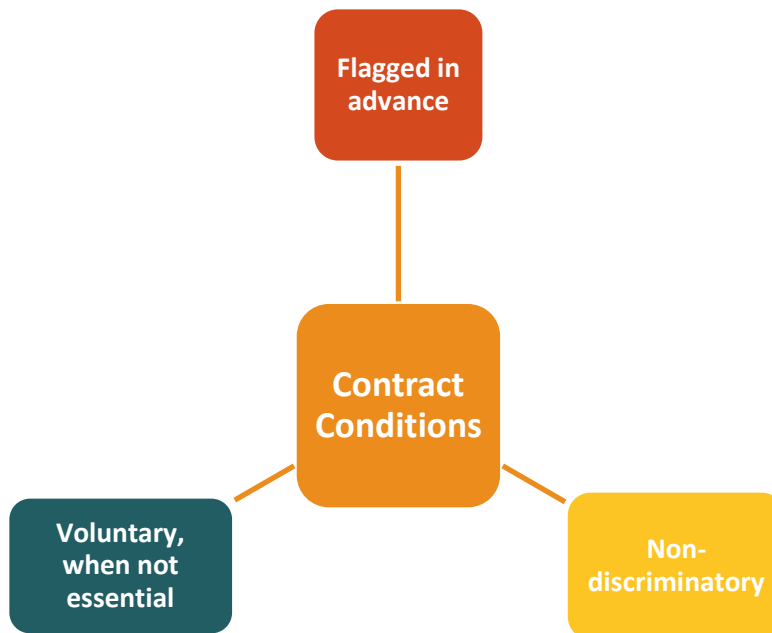 Flagged in
advance
Contract
Conditions
Voluntary,
when not
essential
Non-
discriminatory